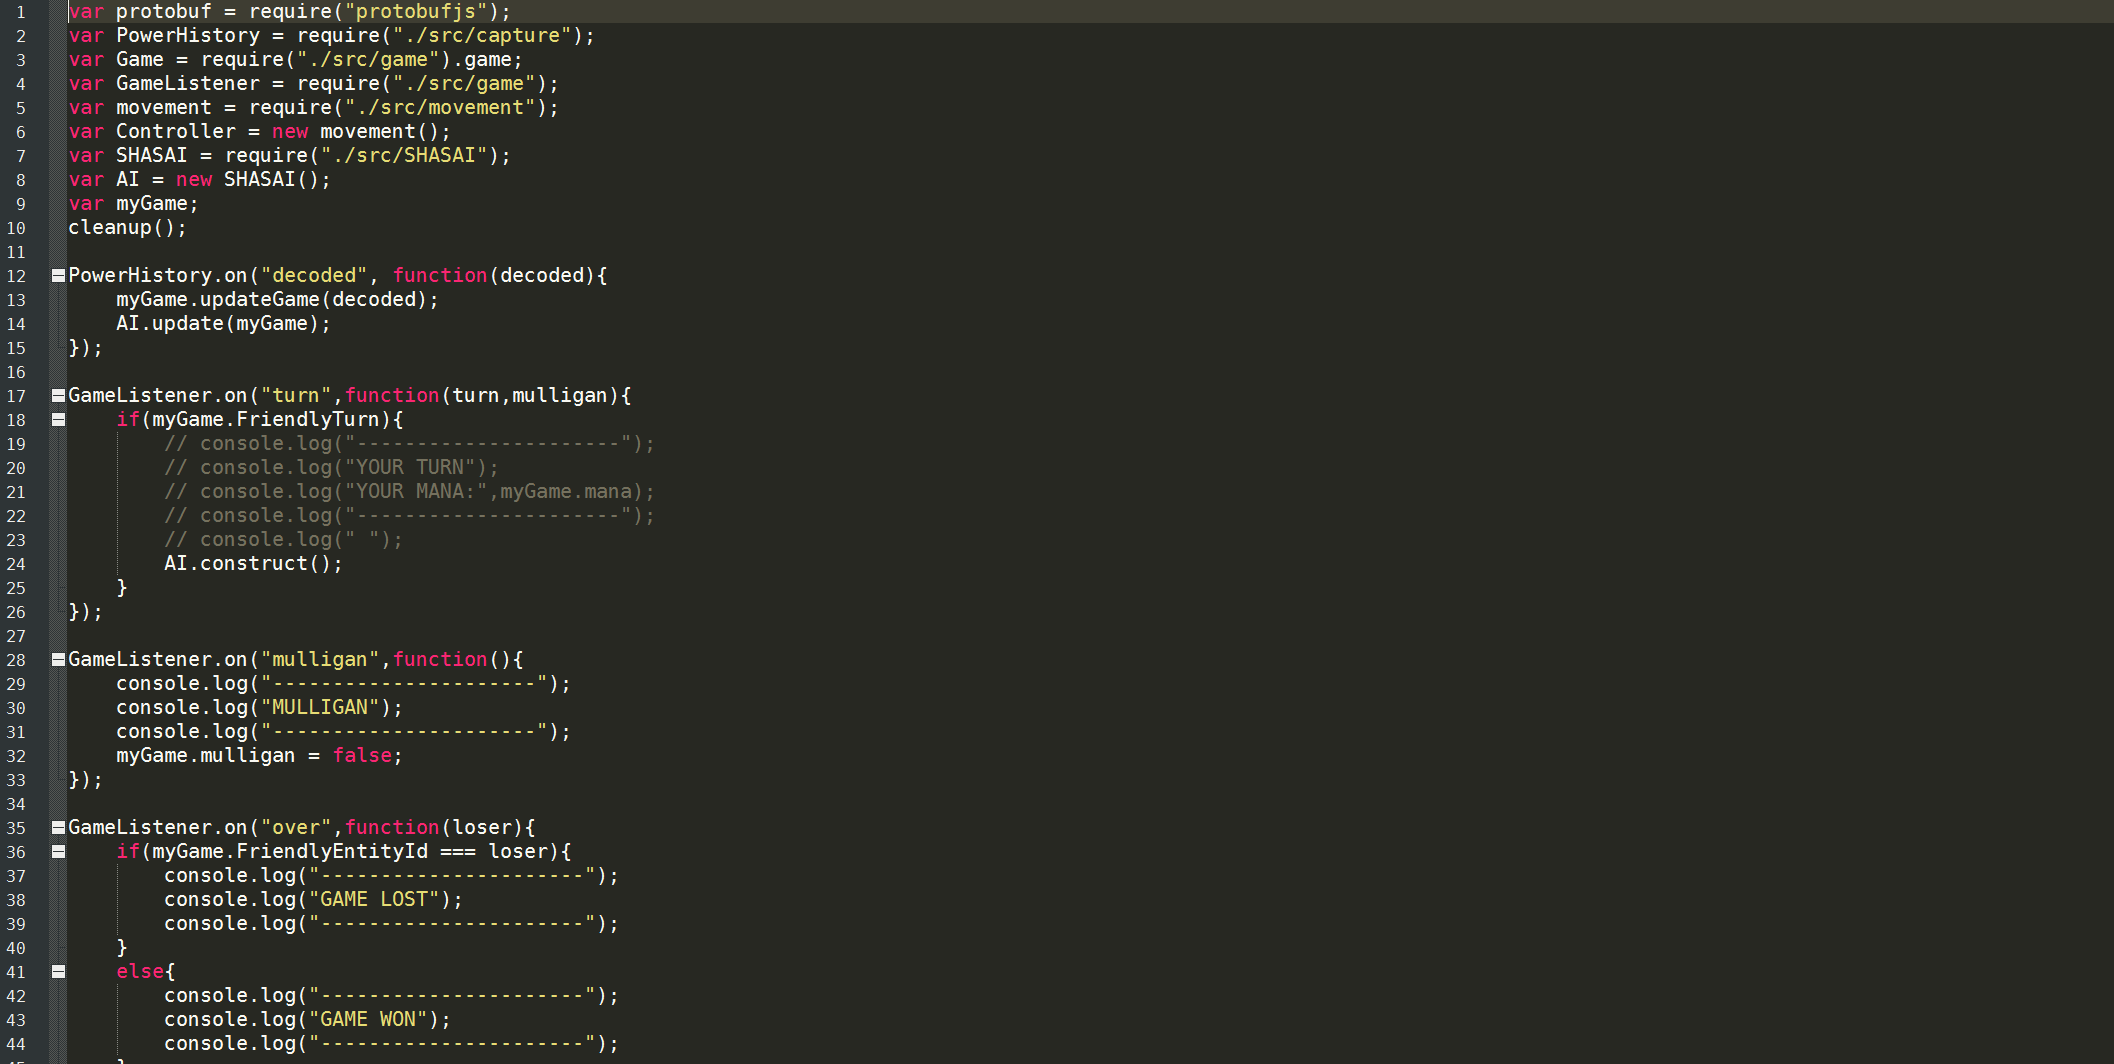 1 var protobuf = require("protobufjs");
2 var PowerHistory = require("./src/capture");
3 var Game = require("./src/game").game;
4 var GameListener = require("./src/game");
5 var movement = require("./src/movement");
6 var Controller = new movement();
7 var SHASAI = require("./src/SHASAI");
8 var AI = new SHASAI();
9 var myGame;
10 cleanup();
11
12 PowerHistory.on("decoded", function(decoded){
13     myGame.updateGame(decoded);
14     AI.update(myGame);
15 });
16
17 GameListener.on("turn",function(turn,mulligan){
18     if(myGame.FriendlyTurn){
19         // console.log("----------------------");
20         // console.log("YOUR TURN");
21         // console.log("YOUR MANA:",myGame.mana);
22         // console.log("----------------------");
23         // console.log(" ");
24         AI.construct();
25     }
26 });
27
28 GameListener.on("mulligan",function(){
29     console.log("----------------------");
30     console.log("MULLIGAN");
31     console.log("----------------------");
32     myGame.mulligan = false;
33 });
34
35 GameListener.on("over",function(loser){
36     if(myGame.FriendlyEntityId === loser){
37         console.log("----------------------");
38         console.log("GAME LOST");
39         console.log("----------------------");
40     }
41     else{
42         console.log("----------------------");
43         console.log("GAME WON");
44         console.log("----------------------");